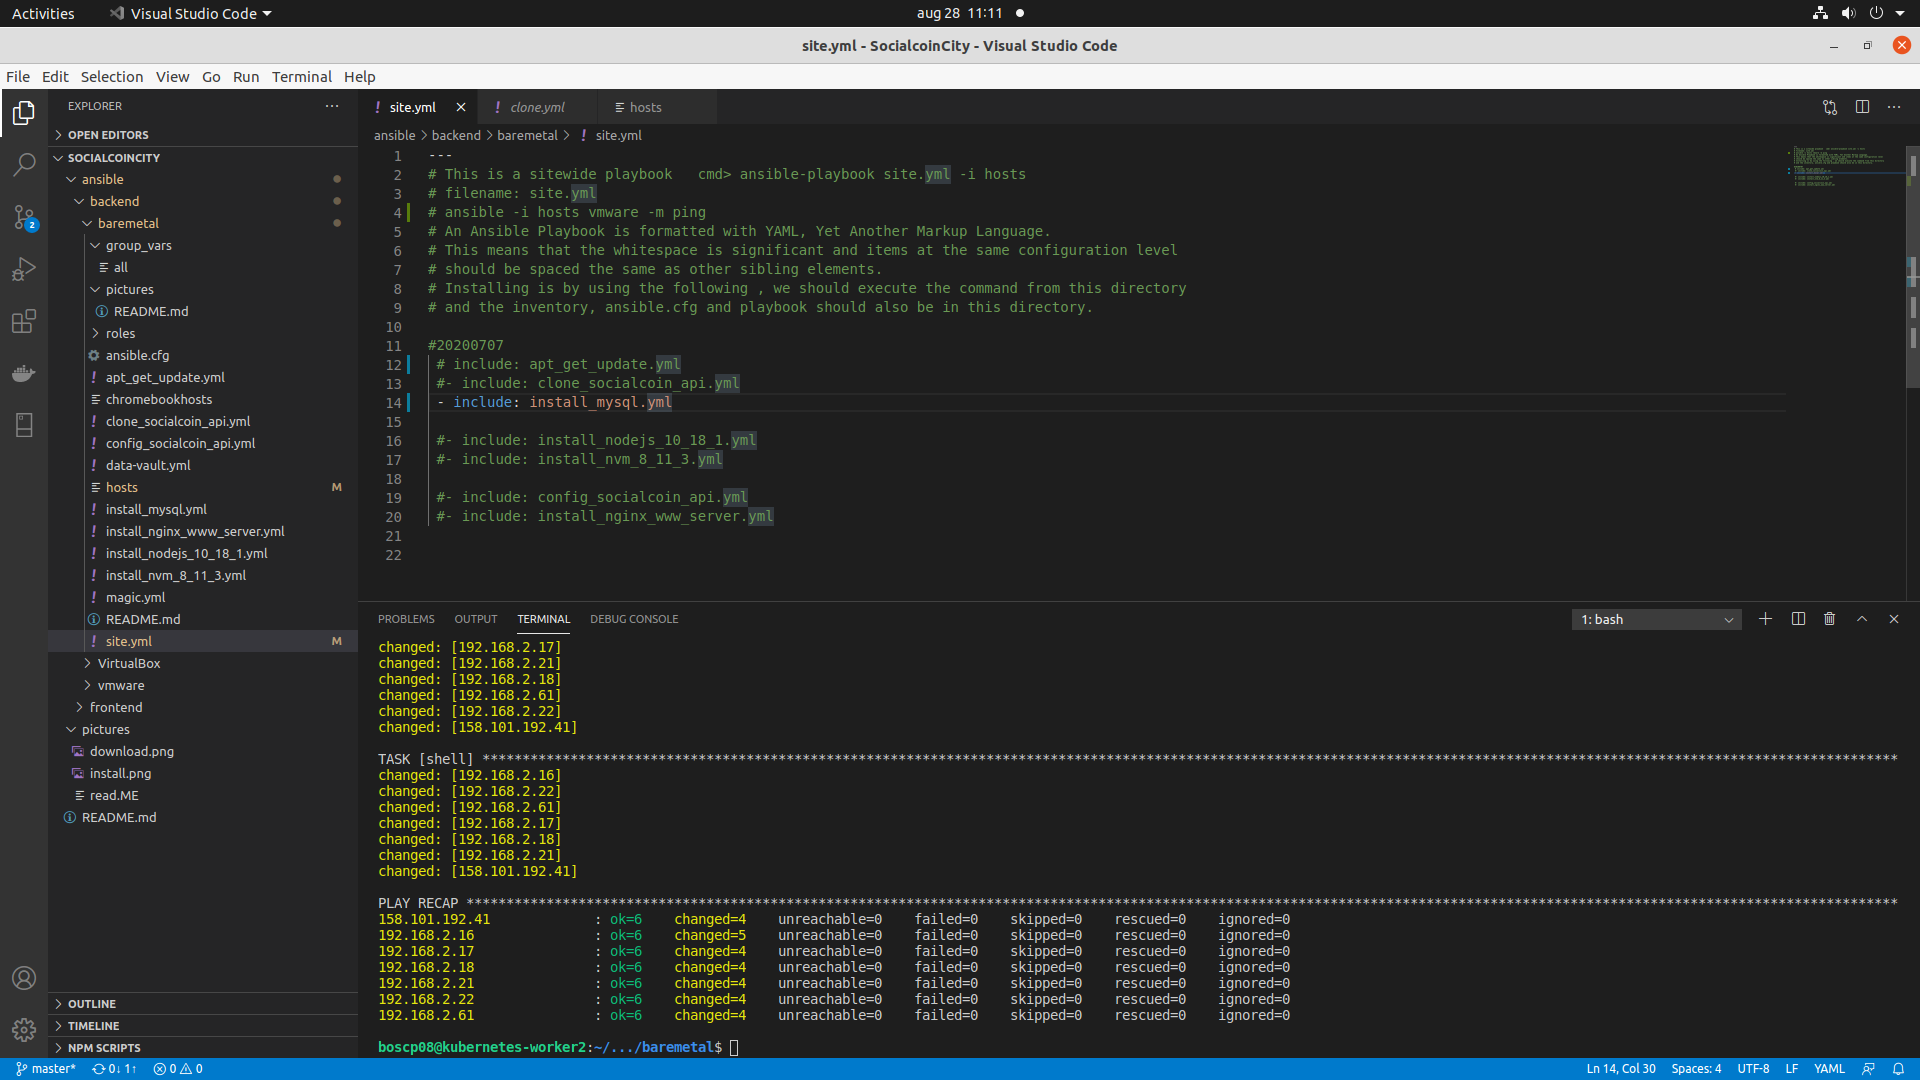 Activities
Visual Studio Code
aug 28 11:11
site.yml - SocialcoinCity - Visual Studio Code
File Edit Selection View Go Run Terminal Help
EXPLORER
OPEN EDITORS
SOCIALCOINCITY
ansible
backend
baremetal
group_vars
all
pictures
README.md
roles
ansible.cfg
apt_get_update.yml
chromebookhosts
clone_socialcoin_api.yml
config_socialcoin_api.yml
data-vault.yml
hosts M
install_mysql.yml
install_nginx_www_server.yml
install_nodejs_10_18_1.yml
install_nvm_8_11_3.yml
magic.yml
README.md
site.yml M
VirtualBox
vmware
frontend
pictures
download.png
install.png
read.ME
README.md
OUTLINE
TIMELINE
NPM SCRIPTS
2
! site.yml ! clone.yml hosts
ansible > backend > baremetal > ! site.yml
1 ---
2 # This is a sitewide playbook   cmd> ansible-playbook site.yml -i hosts
3 # filename: site.yml
4 # ansible -i hosts vmware -m ping
5 # An Ansible Playbook is formatted with YAML, Yet Another Markup Language.
6 # This means that the whitespace is significant and items at the same configuration level
7 # should be spaced the same as other sibling elements.
8 # Installing is by using the following , we should execute the command from this directory
9 # and the inventory, ansible.cfg and playbook should also be in this directory.
10
11 #20200707
12 # include: apt_get_update.yml
13 #- include: clone_socialcoin_api.yml
14 - include: install_mysql.yml
15
16 #- include: install_nodejs_10_18_1.yml
17 #- include: install_nvm_8_11_3.yml
18
19 #- include: config_socialcoin_api.yml
20 #- include: install_nginx_www_server.yml
21
22
PROBLEMS OUTPUT TERMINAL DEBUG CONSOLE
1: bash
changed: [192.168.2.17]
changed: [192.168.2.21]
changed: [192.168.2.18]
changed: [192.168.2.61]
changed: [192.168.2.22]
changed: [158.101.192.41]
TASK [shell] ********************************************************************************
changed: [192.168.2.16]
changed: [192.168.2.22]
changed: [192.168.2.61]
changed: [192.168.2.17]
changed: [192.168.2.18]
changed: [192.168.2.21]
changed: [158.101.192.41]
PLAY RECAP ********************************************************************************
158.101.192.41 : ok=6 changed=4 unreachable=0 failed=0 skipped=0 rescued=0 ignored=0
192.168.2.16 : ok=6 changed=5 unreachable=0 failed=0 skipped=0 rescued=0 ignored=0
192.168.2.17 : ok=6 changed=4 unreachable=0 failed=0 skipped=0 rescued=0 ignored=0
192.168.2.18 : ok=6 changed=4 unreachable=0 failed=0 skipped=0 rescued=0 ignored=0
192.168.2.21 : ok=6 changed=4 unreachable=0 failed=0 skipped=0 rescued=0 ignored=0
192.168.2.22 : ok=6 changed=4 unreachable=0 failed=0 skipped=0 rescued=0 ignored=0
192.168.2.61 : ok=6 changed=4 unreachable=0 failed=0 skipped=0 rescued=0 ignored=0
boscp08@kubernetes-worker2:~/.../baremetal$
master* 0↓ 1↑ 0 0
Ln 14, Col 30 Spaces: 4 UTF-8 LF YAML